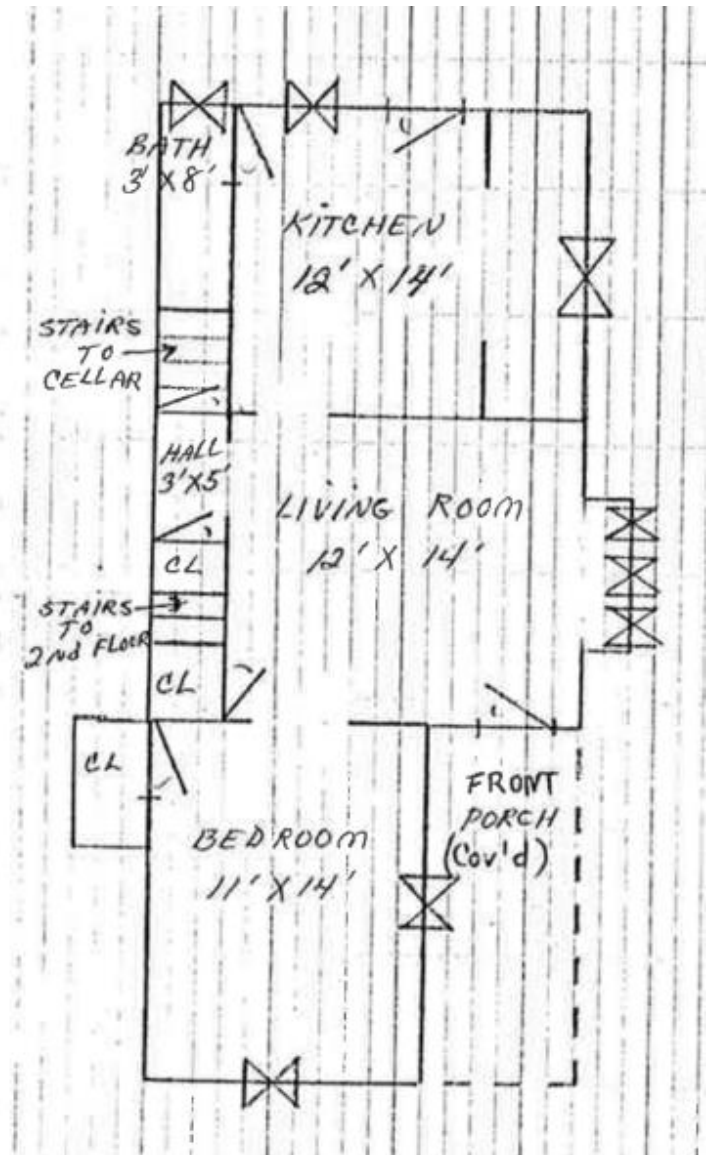 BATH
3' X 8'
KITCHEN
12' X 14'
STAIRS
TO
CELLAR
HALL
3' X 5'
LIVING ROOM
12' X 14'
CL
STAIRS
TO
2ND FLOOR
CL
CL
FRONT
PORCH
(Cov'd)
BEDROOM
11' X 14'